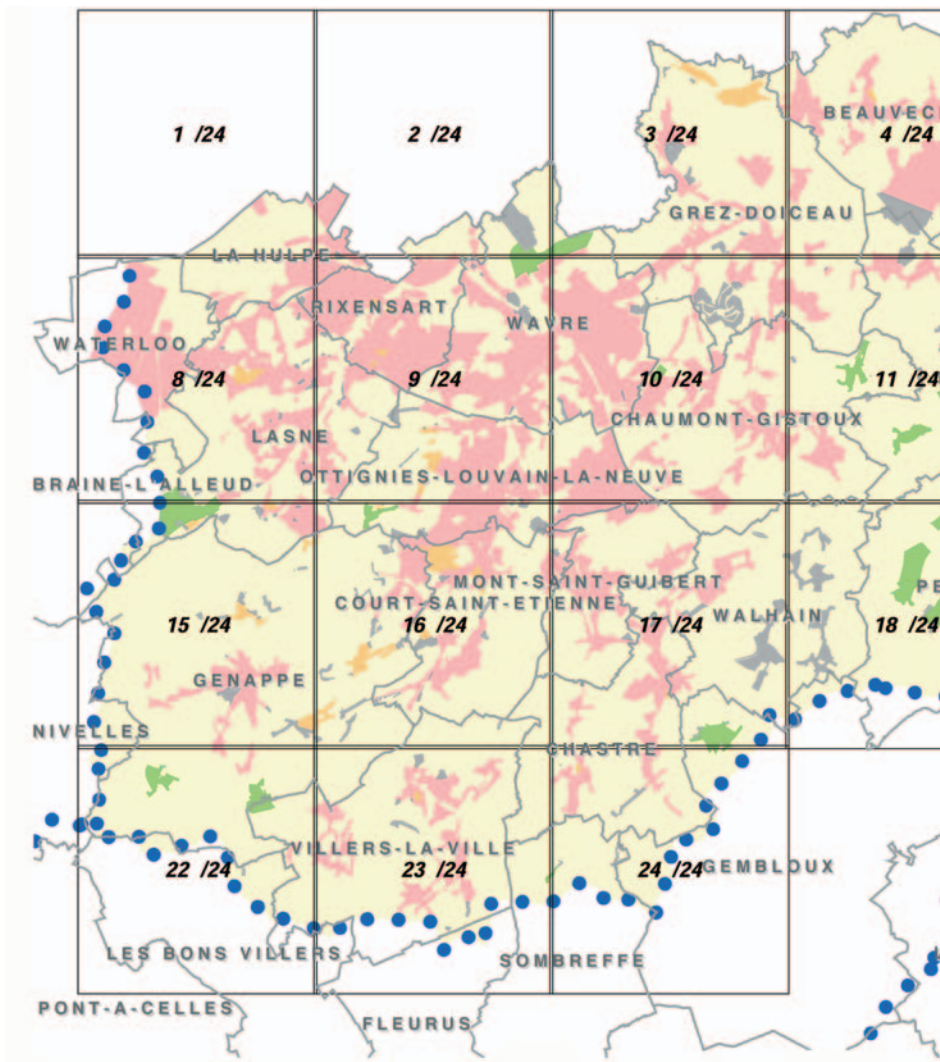 BEAUVEC
1 /24
2 /24
3 /24
4 /24
GREZ-DOICEAU
LA HULPE
RIXENSART
WAVRE
WATERLOO
8 /24
9 /24
10 /24
11 /24
CHAUMONT-GISTOUX
LASNE
OTTIGNIES-LOUVAIN-LA-NEUVE
BRAINE-L ALLEUD
MONT-SAINT-GUIBERT
PE
COURT-SAINT-ETIENNE
WALHAIN
15 /24
16 /24
17 /24
18 /24
GENAPPE
NIVELLES
CHASTRE
VILLERS-LA-VILLE
22 /24
23 /24
24 /24
GEMBLOUX
LES BONS VILLERS
SOMBREFFE
PONT-A-CELLES
FLEURUS